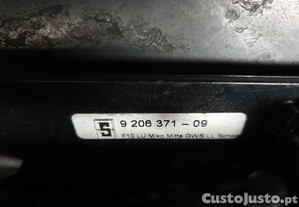 9 206 371 - 09
F10 LU Miko Mitte GWS LL Schw
CustoJusto.pt